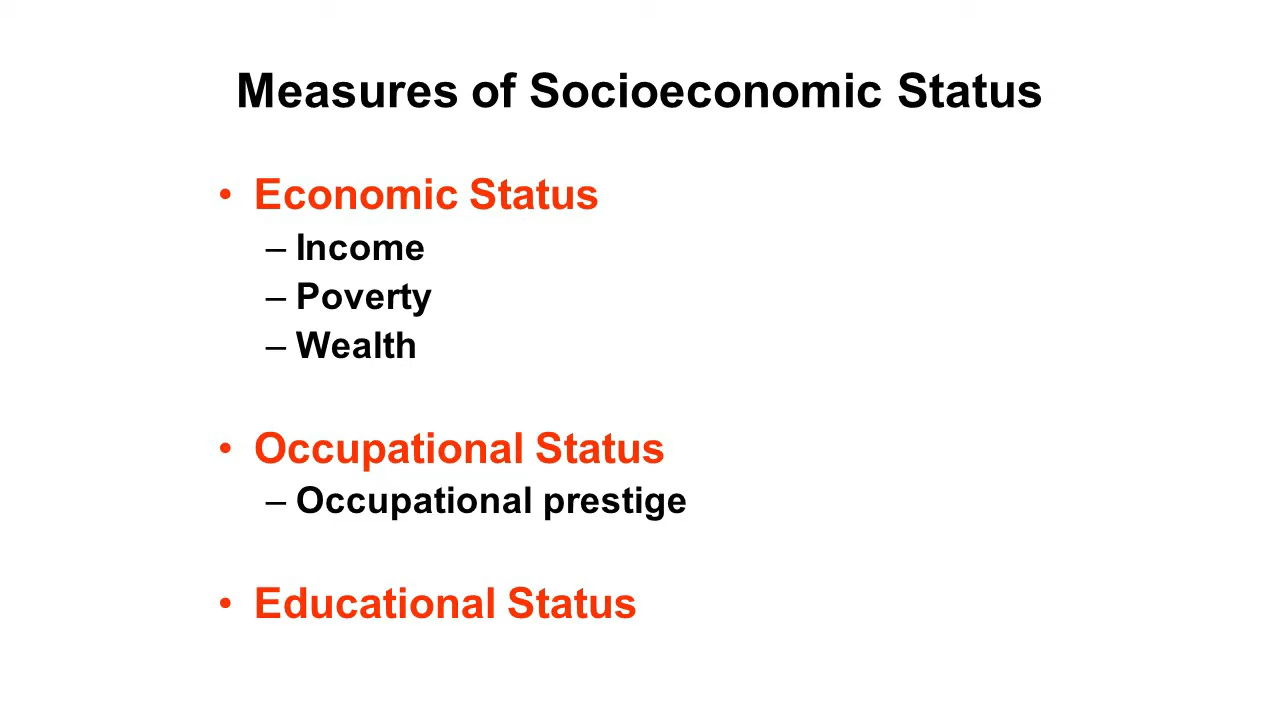 Measures of Socioeconomic Status
• Economic Status
– Income
– Poverty
– Wealth
• Occupational Status
– Occupational prestige
• Educational Status